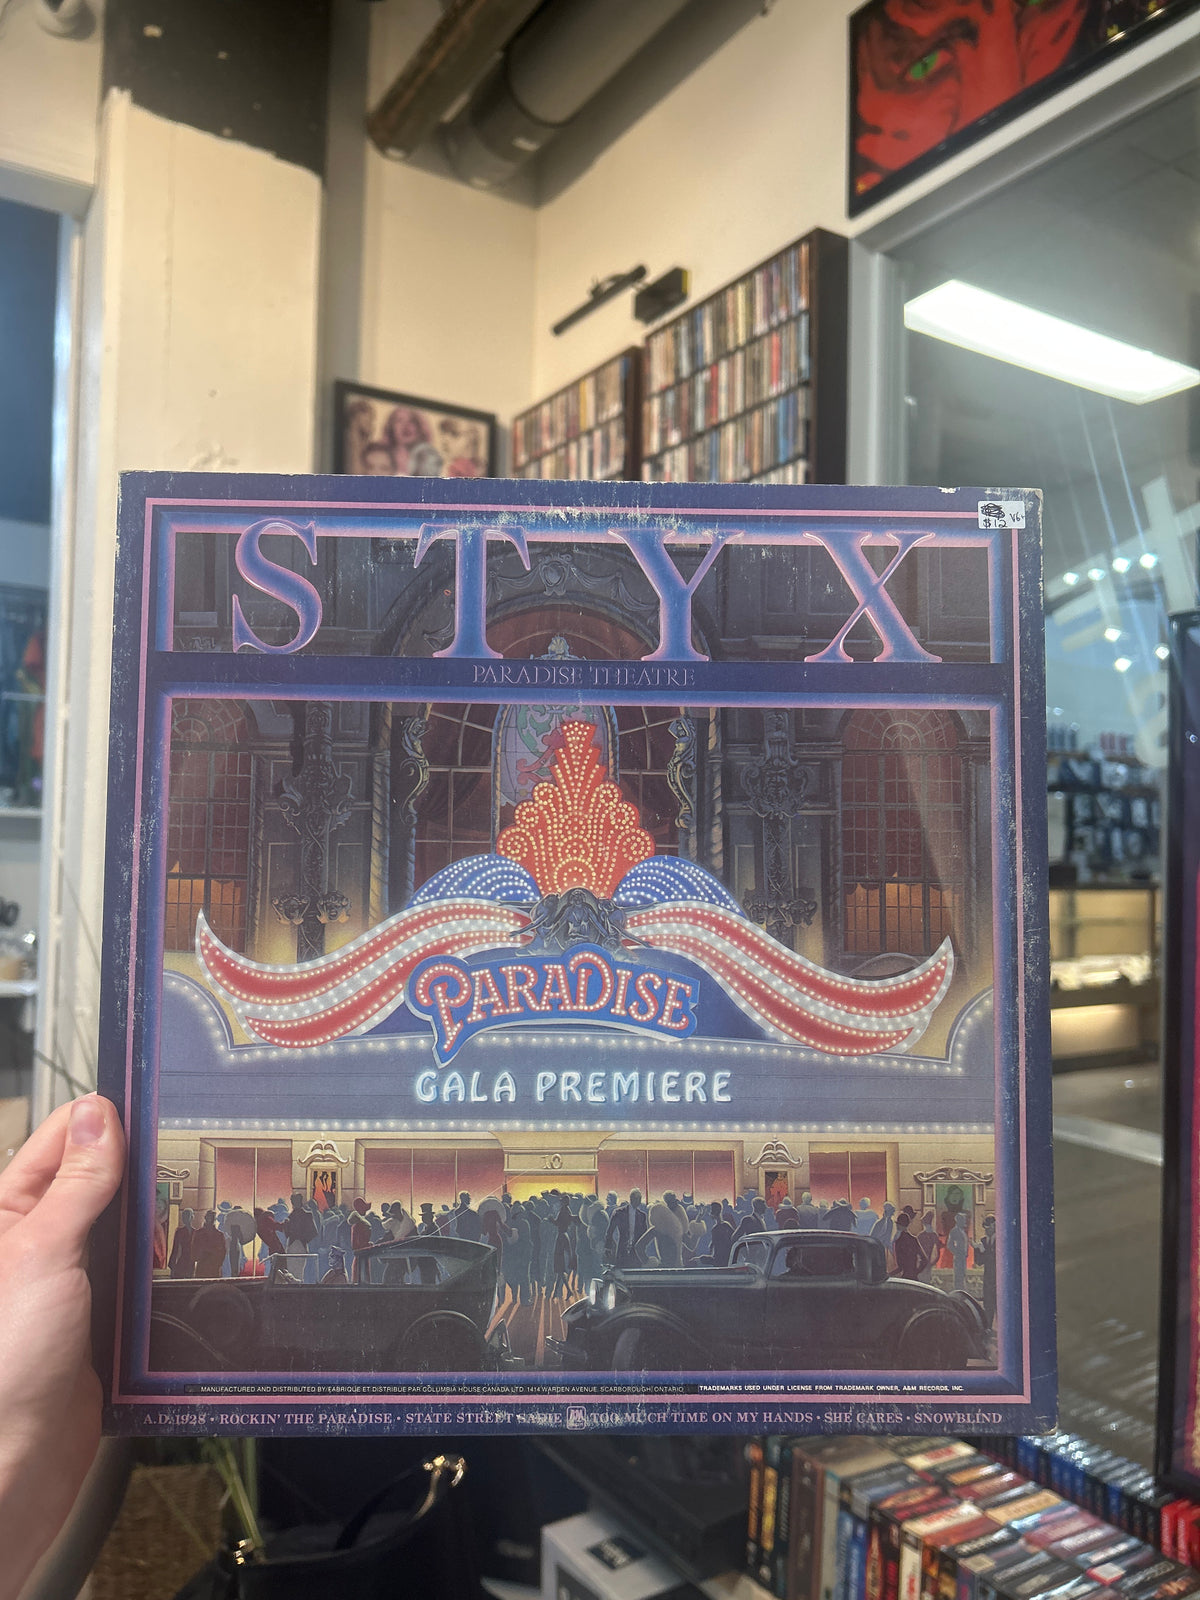 STYX
$12 VG+
PARADISE THEATRE
PARADISE
GALA PREMIERE
10
MANUFACTURED AND DISTRIBUTED BY/FABRIQUE ET DISTRIBUE PAR COLUMBIA HOUSE CANADA LTD. 1414 WARDEN AVENUE. SCARBOROUGH, ONTARIO
TRADEMARKS USED UNDER LICENSE FROM TRADEMARK OWNER, A&M RECORDS, INC.
A.D. 1928 • ROCKIN' THE PARADISE • STATE STREET SADIE A&M TOO MUCH TIME ON MY HANDS • SHE CARES • SNOWBLIND